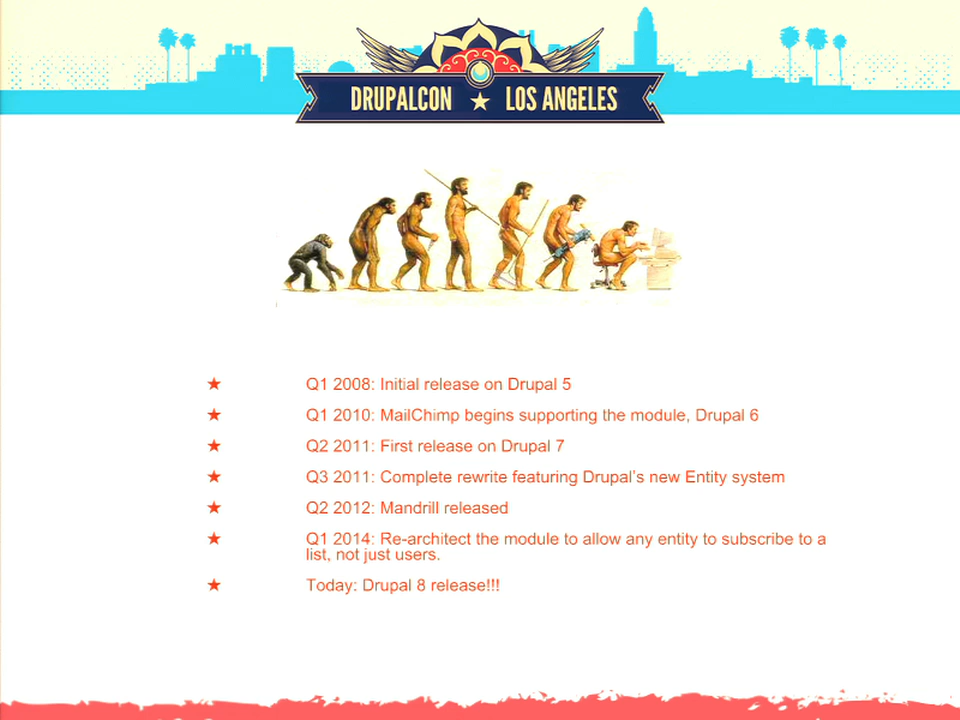 DRUPALCON ★ LOS ANGELES
★ Q1 2008: Initial release on Drupal 5
★ Q1 2010: MailChimp begins supporting the module, Drupal 6
★ Q2 2011: First release on Drupal 7
★ Q3 2011: Complete rewrite featuring Drupal's new Entity system
★ Q2 2012: Mandrill released
★ Q1 2014: Re-architect the module to allow any entity to subscribe to a
list, not just users.
★ Today: Drupal 8 release!!!